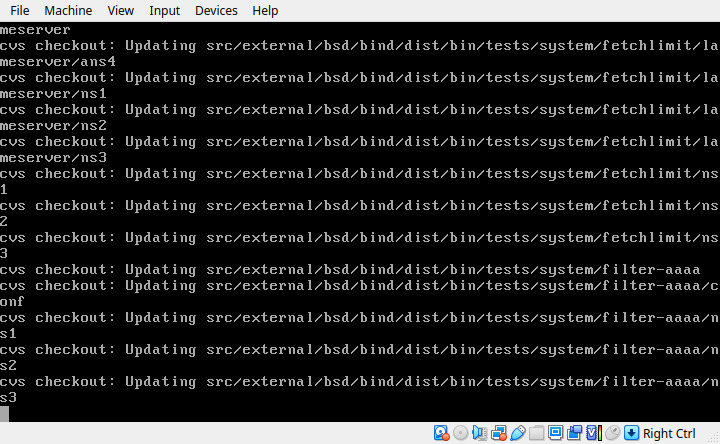 File Machine View Input Devices Help
meserver
cvs checkout: Updating src/external/bsd/bind/dist/bin/tests/system/fetchlimit/la
meserver/ans4
cvs checkout: Updating src/external/bsd/bind/dist/bin/tests/system/fetchlimit/la
meserver/ns1
cvs checkout: Updating src/external/bsd/bind/dist/bin/tests/system/fetchlimit/la
meserver/ns2
cvs checkout: Updating src/external/bsd/bind/dist/bin/tests/system/fetchlimit/la
meserver/ns3
cvs checkout: Updating src/external/bsd/bind/dist/bin/tests/system/fetchlimit/ns
1
cvs checkout: Updating src/external/bsd/bind/dist/bin/tests/system/fetchlimit/ns
2
cvs checkout: Updating src/external/bsd/bind/dist/bin/tests/system/fetchlimit/ns
3
cvs checkout: Updating src/external/bsd/bind/dist/bin/tests/system/filter-aaaa
cvs checkout: Updating src/external/bsd/bind/dist/bin/tests/system/filter-aaaa/c
onf
cvs checkout: Updating src/external/bsd/bind/dist/bin/tests/system/filter-aaaa/n
s1
cvs checkout: Updating src/external/bsd/bind/dist/bin/tests/system/filter-aaaa/n
s2
cvs checkout: Updating src/external/bsd/bind/dist/bin/tests/system/filter-aaaa/n
s3
Right Ctrl